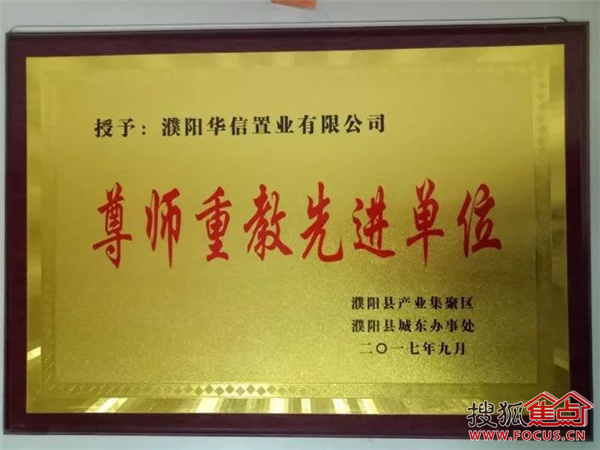 授予：濮阳华信置业有限公司
尊师重教先进单位
濮阳县产业集聚区
濮阳县城东办事处
二〇一七年九月
搜狐焦点
WWW.FOCUS.CN